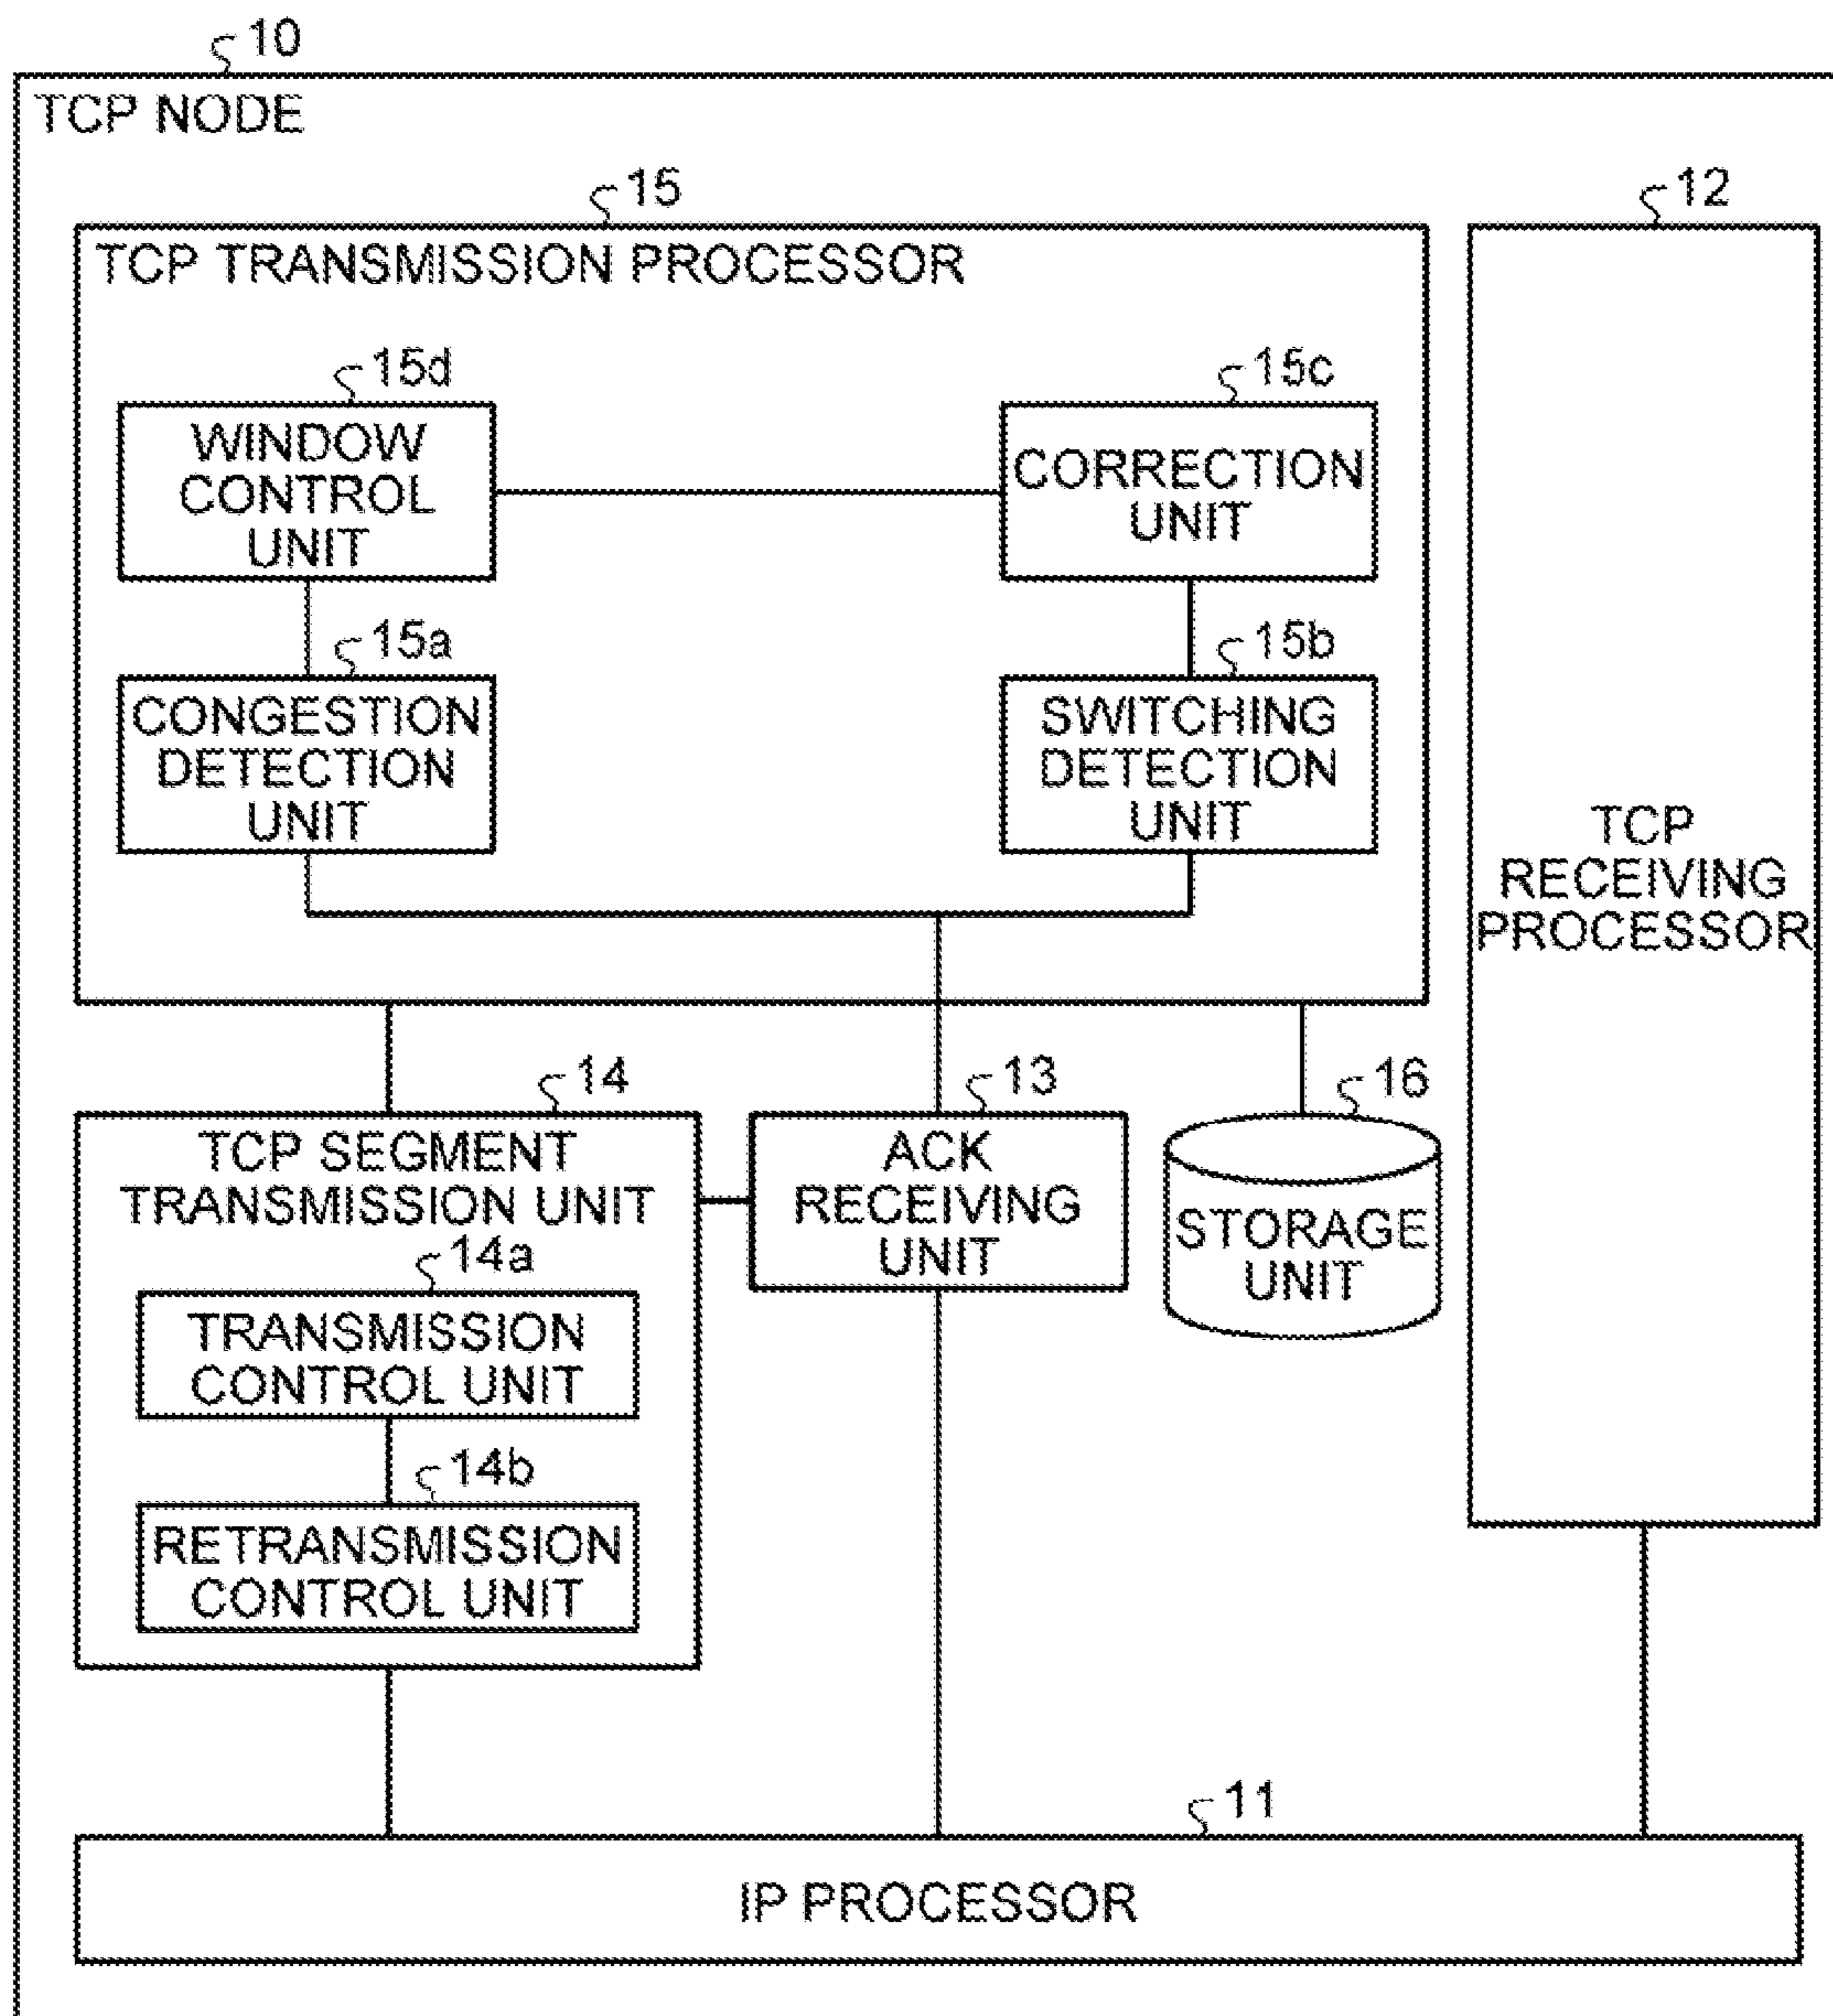 10
TCP NODE
15
TCP TRANSMISSION PROCESSOR
15d
WINDOW
CONTROL
UNIT
15c
CORRECTION
UNIT
15a
CONGESTION
DETECTION
UNIT
15b
SWITCHING
DETECTION
UNIT
12
TCP
RECEIVING
PROCESSOR
14
TCP SEGMENT
TRANSMISSION UNIT
14a
TRANSMISSION
CONTROL UNIT
14b
RETRANSMISSION
CONTROL UNIT
13
ACK
RECEIVING
UNIT
16
STORAGE
UNIT
11
IP PROCESSOR